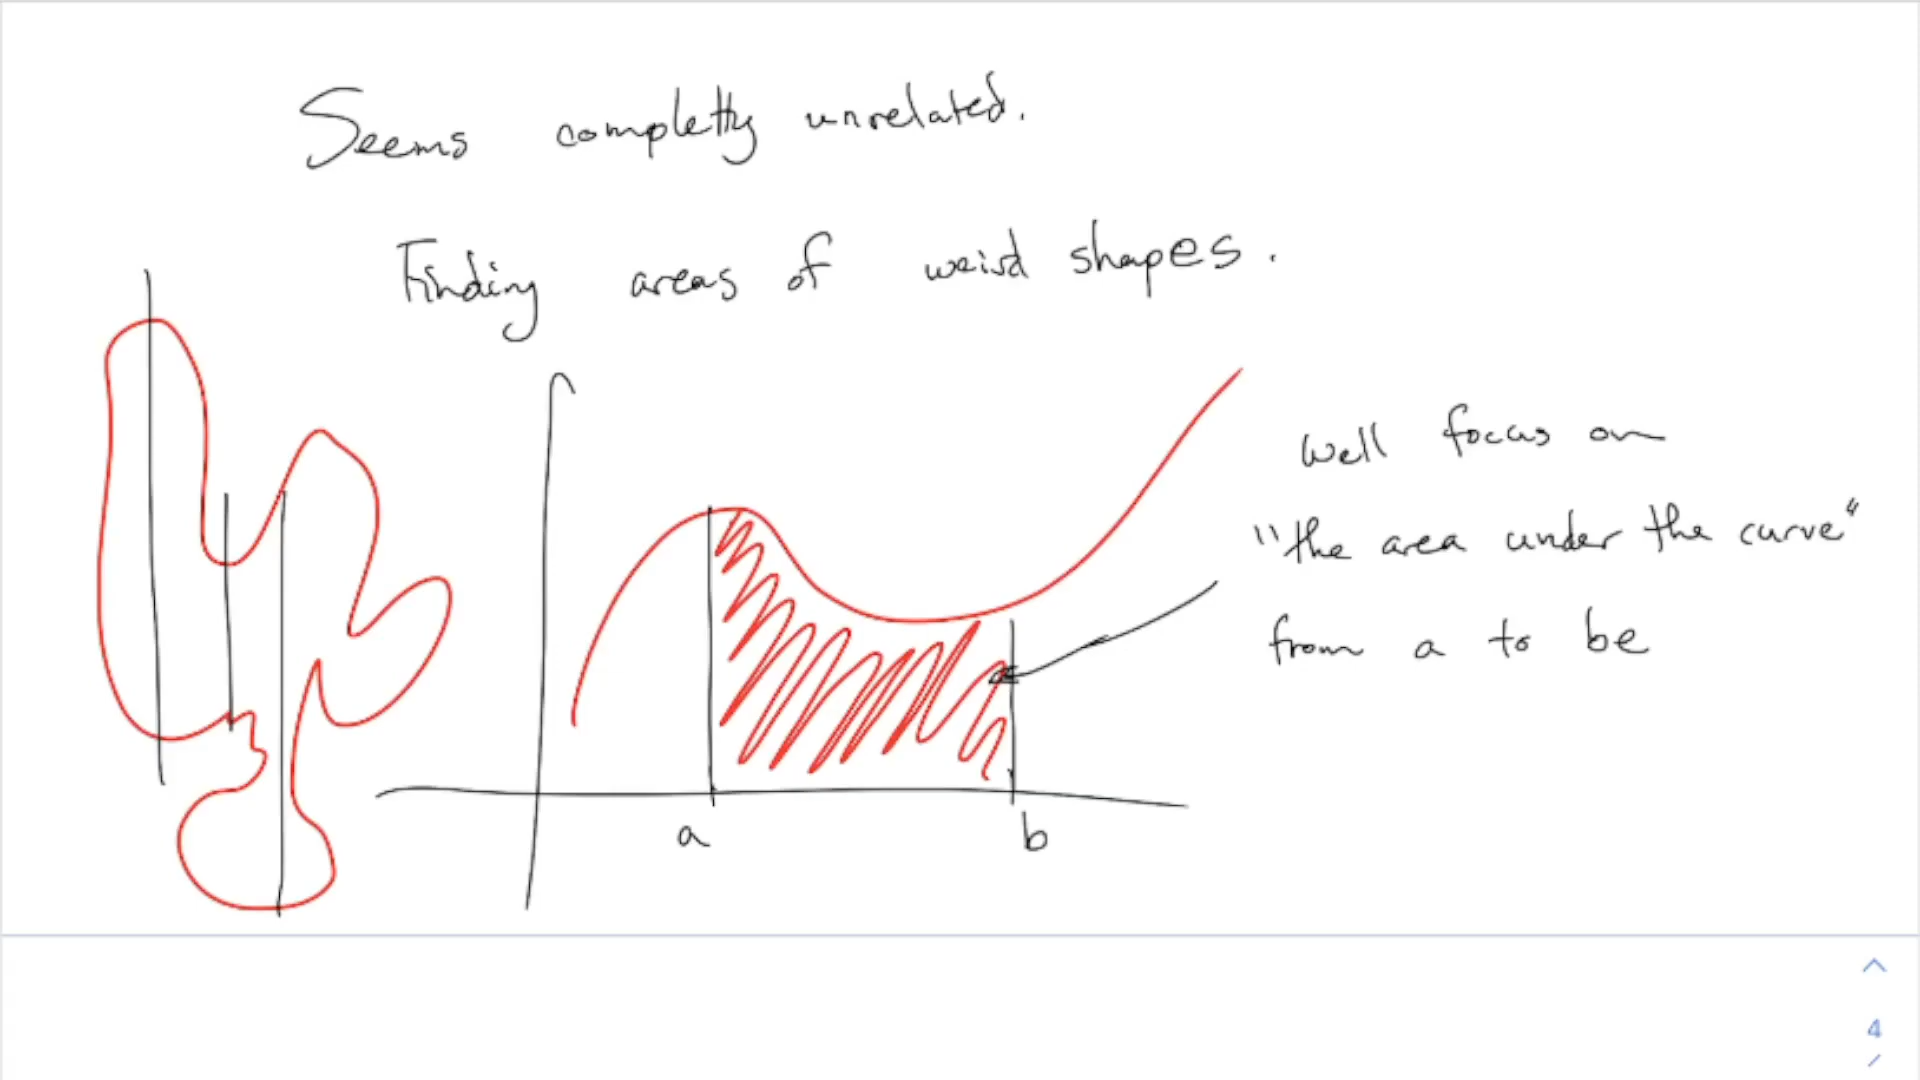 Seems completly unrelated.
Finding areas of weird shapes.
Well focus on
"the area under the curve"
from a to be
a b
4